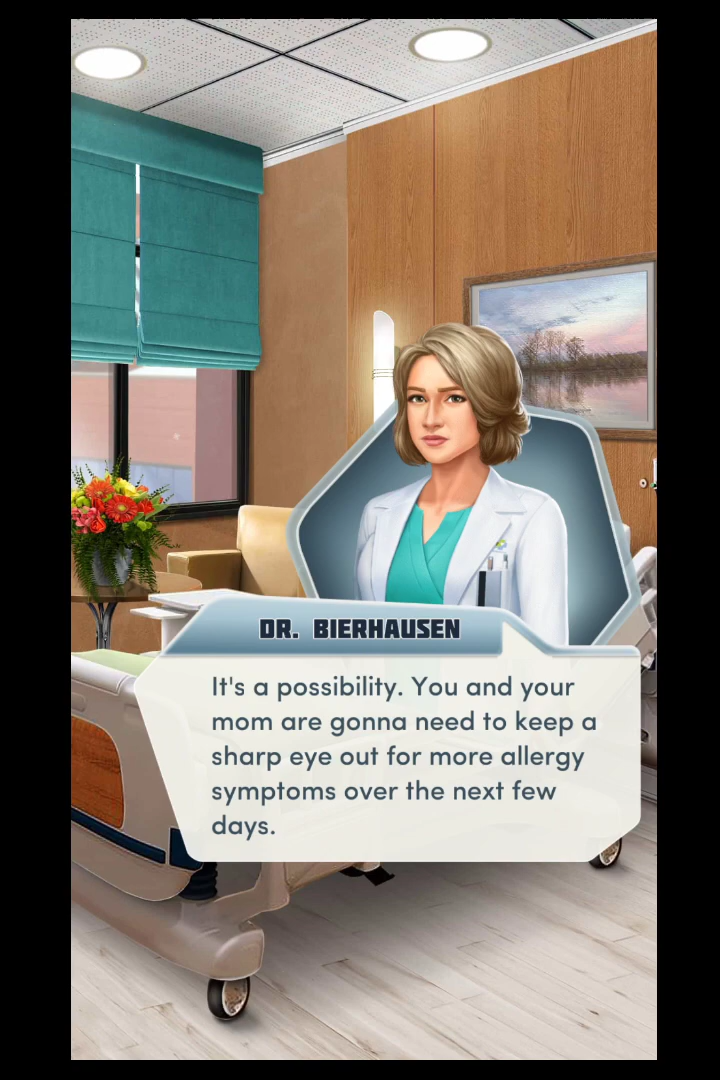 DR. BIERHAUSEN
It's a possibility. You and your
mom are gonna need to keep a
sharp eye out for more allergy
symptoms over the next few
days.